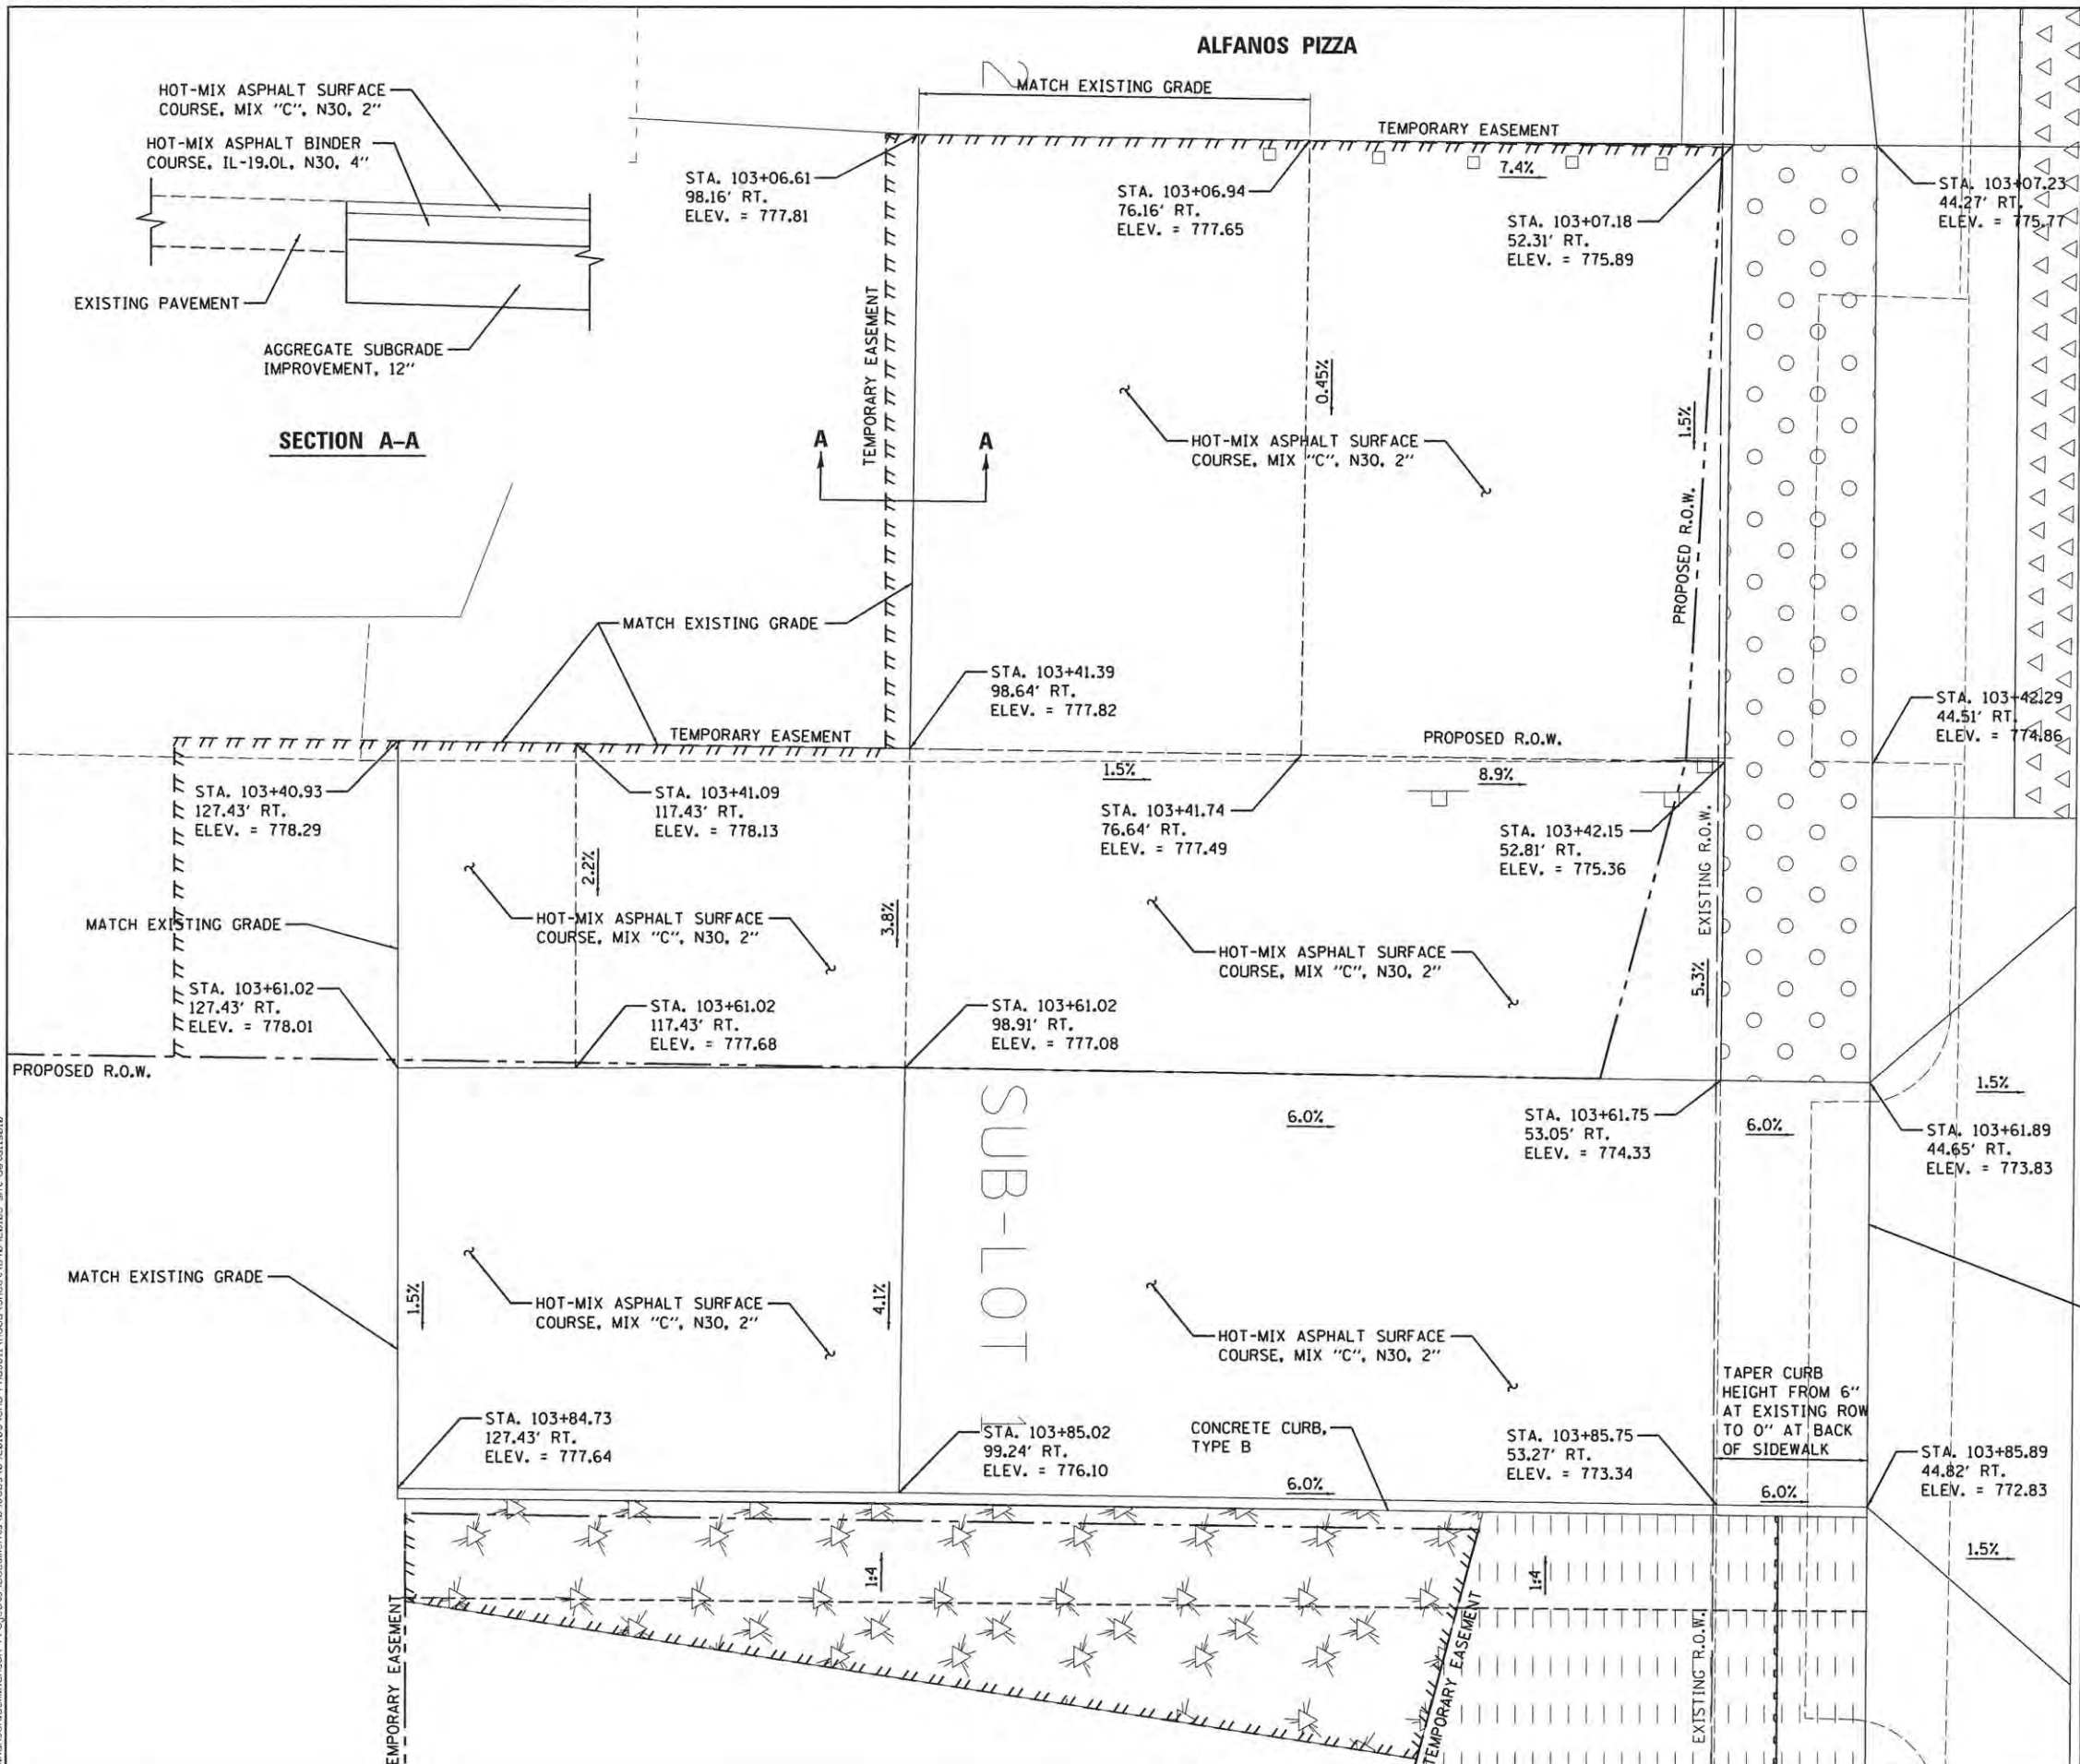 ALFANOS PIZZA
2
MATCH EXISTING GRADE
HOT-MIX ASPHALT SURFACE
COURSE, MIX "C", N30, 2"
HOT-MIX ASPHALT BINDER
COURSE, IL-19.0L, N30, 4"
EXISTING PAVEMENT
AGGREGATE SUBGRADE
IMPROVEMENT, 12"
SECTION A-A
TEMPORARY EASEMENT
7.4%
STA. 103+06.61
98.16' RT.
ELEV. = 777.81
STA. 103+06.94
76.16' RT.
ELEV. = 777.65
STA. 103+07.18
52.31' RT.
ELEV. = 775.89
STA. 103+07.23
44.27' RT.
ELEV. = 775.77
TEMPORARY EASEMENT
0.45%
1.5%
A
A
HOT-MIX ASPHALT SURFACE
COURSE, MIX "C", N30, 2"
PROPOSED R.O.W.
MATCH EXISTING GRADE
STA. 103+41.39
98.64' RT.
ELEV. = 777.82
STA. 103+42.29
44.51' RT.
ELEV. = 774.86
TEMPORARY EASEMENT
PROPOSED R.O.W.
1.5%
8.9%
STA. 103+40.93
127.43' RT.
ELEV. = 778.29
STA. 103+41.09
117.43' RT.
ELEV. = 778.13
STA. 103+41.74
76.64' RT.
ELEV. = 777.49
STA. 103+42.15
52.81' RT.
ELEV. = 775.36
2.2%
3.8%
EXISTING R.O.W.
5.3%
MATCH EXISTING GRADE
HOT-MIX ASPHALT SURFACE
COURSE, MIX "C", N30, 2"
HOT-MIX ASPHALT SURFACE
COURSE, MIX "C", N30, 2"
STA. 103+61.02
127.43' RT.
ELEV. = 778.01
STA. 103+61.02
117.43' RT.
ELEV. = 777.68
STA. 103+61.02
98.91' RT.
ELEV. = 777.08
PROPOSED R.O.W.
SUB-LOT 1
6.0%
STA. 103+61.75
53.05' RT.
ELEV. = 774.33
6.0%
1.5%
STA. 103+61.89
44.65' RT.
ELEV. = 773.83
MATCH EXISTING GRADE
1.5%
HOT-MIX ASPHALT SURFACE
COURSE, MIX "C", N30, 2"
4.1%
HOT-MIX ASPHALT SURFACE
COURSE, MIX "C", N30, 2"
TAPER CURB
HEIGHT FROM 6"
AT EXISTING ROW
TO 0" AT BACK
OF SIDEWALK
STA. 103+84.73
127.43' RT.
ELEV. = 777.64
STA. 103+85.02
99.24' RT.
ELEV. = 776.10
CONCRETE CURB,
TYPE B
6.0%
STA. 103+85.75
53.27' RT.
ELEV. = 773.34
6.0%
STA. 103+85.89
44.82' RT.
ELEV. = 772.83
1.5%
1:4
1:4
TEMPORARY EASEMENT
TEMPORARY EASEMENT
EXISTING R.O.W.